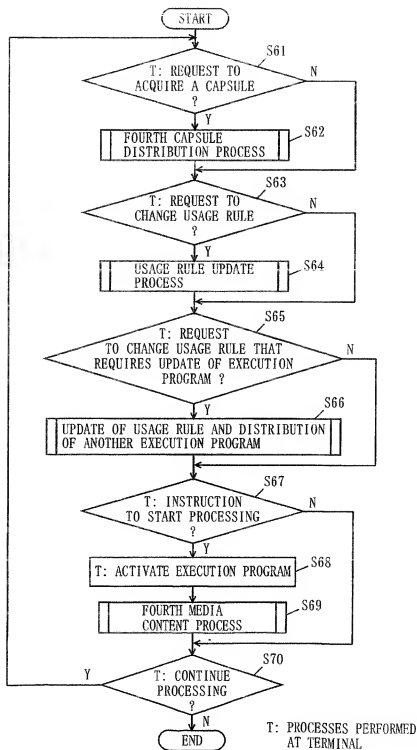 START
S61
T: REQUEST TO
ACQUIRE A CAPSULE
?
N
Y
S62
FOURTH CAPSULE
DISTRIBUTION PROCESS
S63
T: REQUEST TO
CHANGE USAGE RULE
?
N
Y
S64
USAGE RULE UPDATE
PROCESS
S65
T: REQUEST
TO CHANGE USAGE RULE THAT
REQUIRES UPDATE OF EXECUTION
PROGRAM ?
N
Y
S66
UPDATE OF USAGE RULE AND DISTRIBUTION
OF ANOTHER EXECUTION PROGRAM
S67
T: INSTRUCTION
TO START PROCESSING
?
N
Y
S68
T: ACTIVATE EXECUTION PROGRAM
S69
FOURTH MEDIA
CONTENT PROCESS
S70
Y
T: CONTINUE
PROCESSING
?
N
END
T: PROCESSES PERFORMED
AT TERMINAL